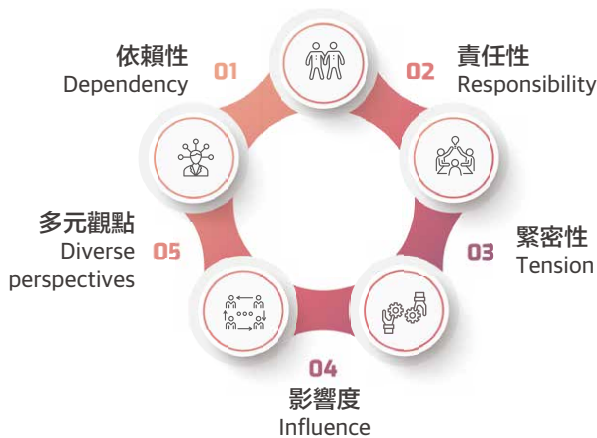 依賴性
Dependency
01
02
責任性
Responsibility
03
緊密性
Tension
04
影響度
Influence
多元觀點
Diverse
perspectives
05